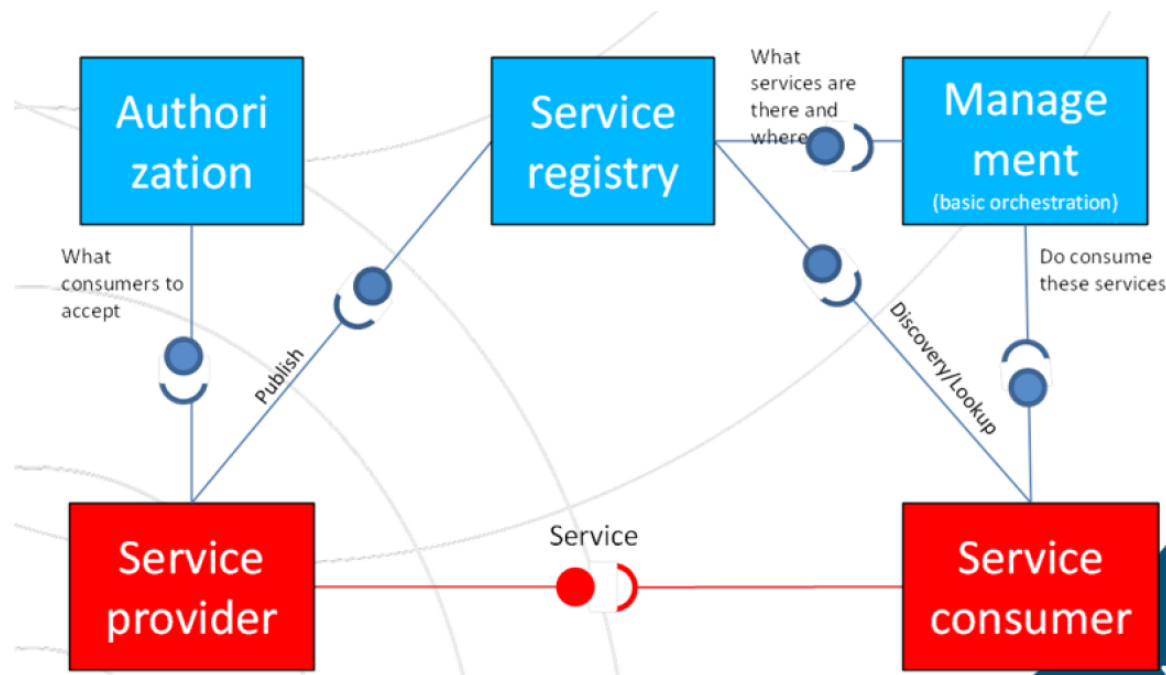 Authori
zation
Service
registry
What
services are
there and
where
Manage
ment
(basic orchestration)
What
consumers to
accept
Publish
Discovery/Lookup
Do consume
these services
Service
provider
Service
Service
consumer